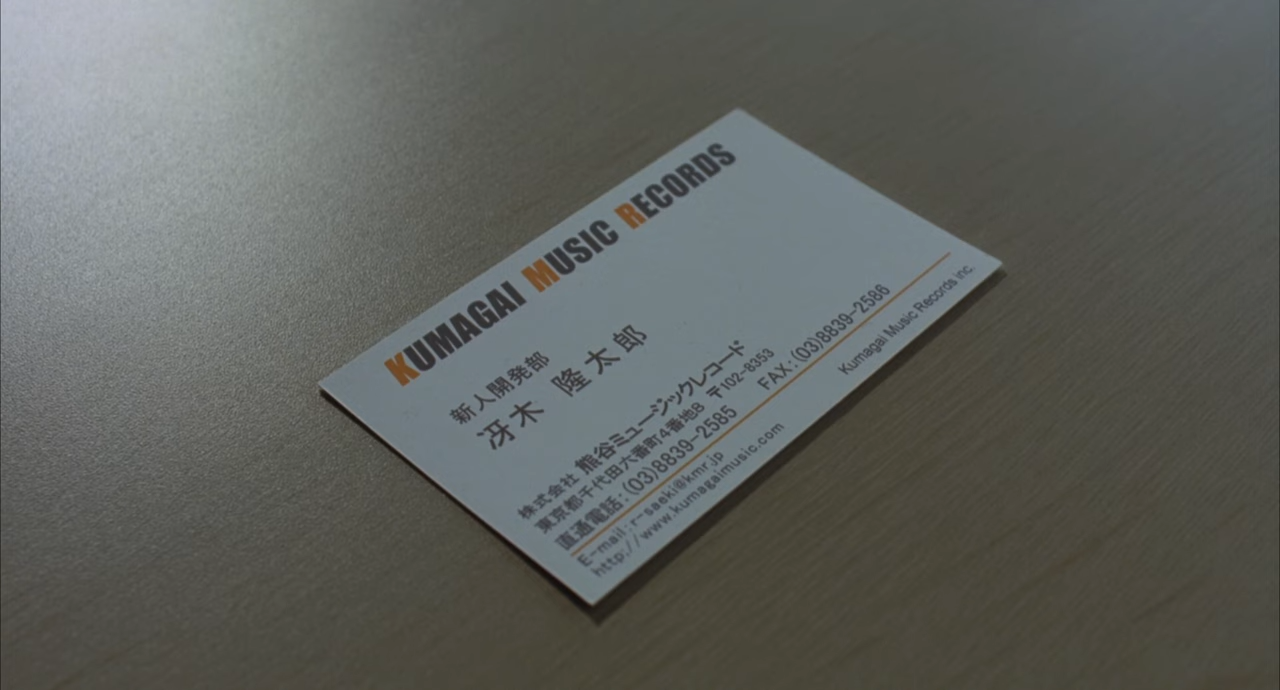 KUMAGAI MUSIC RECORDS
新人開発部
冴木 隆太郎
株式会社 熊谷ミュージックレコード
東京都千代田六番町4番地8 〒102-8353
直通電話:(03)8839-2585 FAX:(03)8839-2586
E-mail:r-saeki@kmr.jp Kumagai Music Records inc.
http://www.kumagaimusic.com